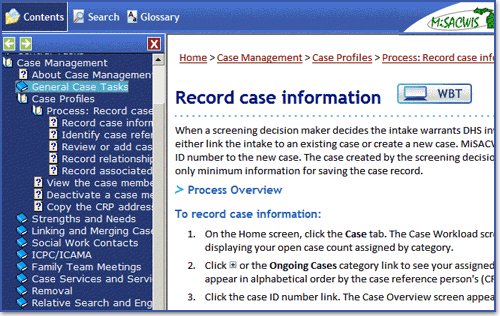 Contents Search Glossary
MiSACWIS
Case Management
About Case Management
General Case Tasks
Case Profiles
Process: Record case
Record case inform
Identify case refer
Review or add cas
Record relationship
Record associated
View the case membe
Deactivate a case me
Copy the CRP address
Strengths and Needs
Linking and Merging Case
Social Work Contacts
ICPC/ICAMA
Family Team Meetings
Case Services and Servi
Removal
Relative Search and Eng
Home > Case Management > Case Profiles > Process: Record case inf
Record case information
WBT
When a screening decision maker decides the intake warrants DHS in
either link the intake to an existing case or create a new case. MiSAC
ID number to the new case. The case created by the screening decisio
only minimum information for saving the case record.
> Process Overview
To record case information:
1. On the Home screen, click the Case tab. The Case Workload scre
displaying your open case count assigned by category.
2. Click + or the Ongoing Cases category link to see your assigned
appear in alphabetical order by the case reference person's (CR
3. Click the case ID number link. The Case Overview screen appear